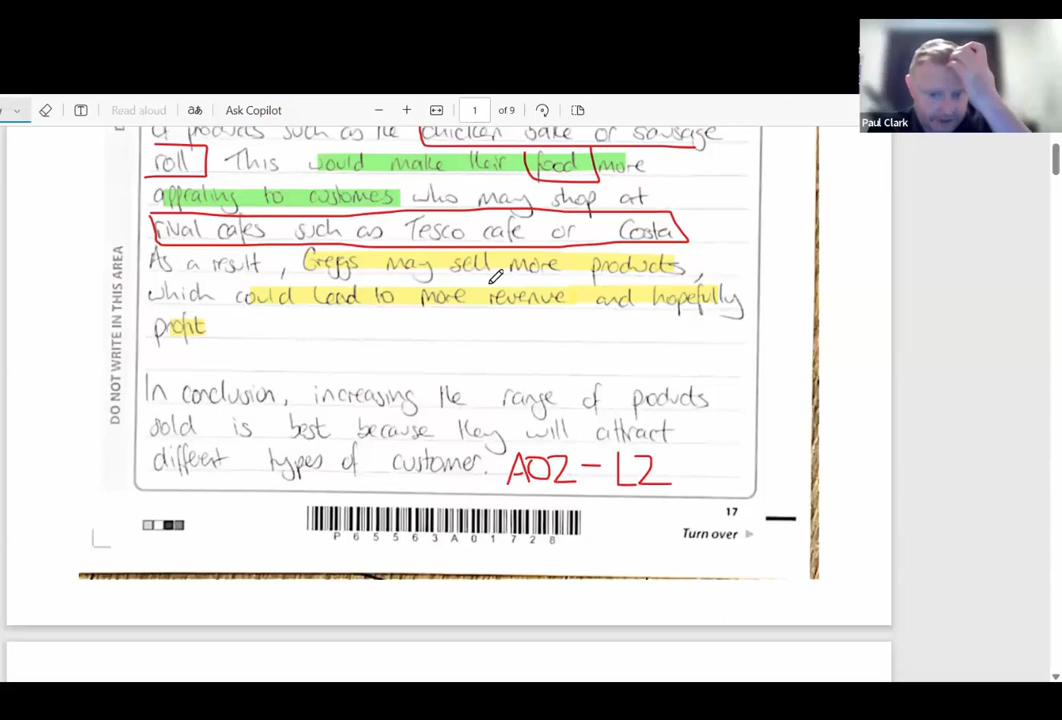 Read aloud
Ask Copilot
1
of 9
Paul Clark
of products such as the chicken bake or sausage
roll This would make their food more
appealing to customers who may shop at
rival cafes such as Tesco cafe or Costa
As a result, Greggs may sell more products,
which could lead to more revenue and hopefully
profit
In conclusion, increasing the range of products
sold is best because they will attract
different types of customer. AO2 - L2
DO NOT WRITE IN THIS AREA
P65563A01728
17
Turn over